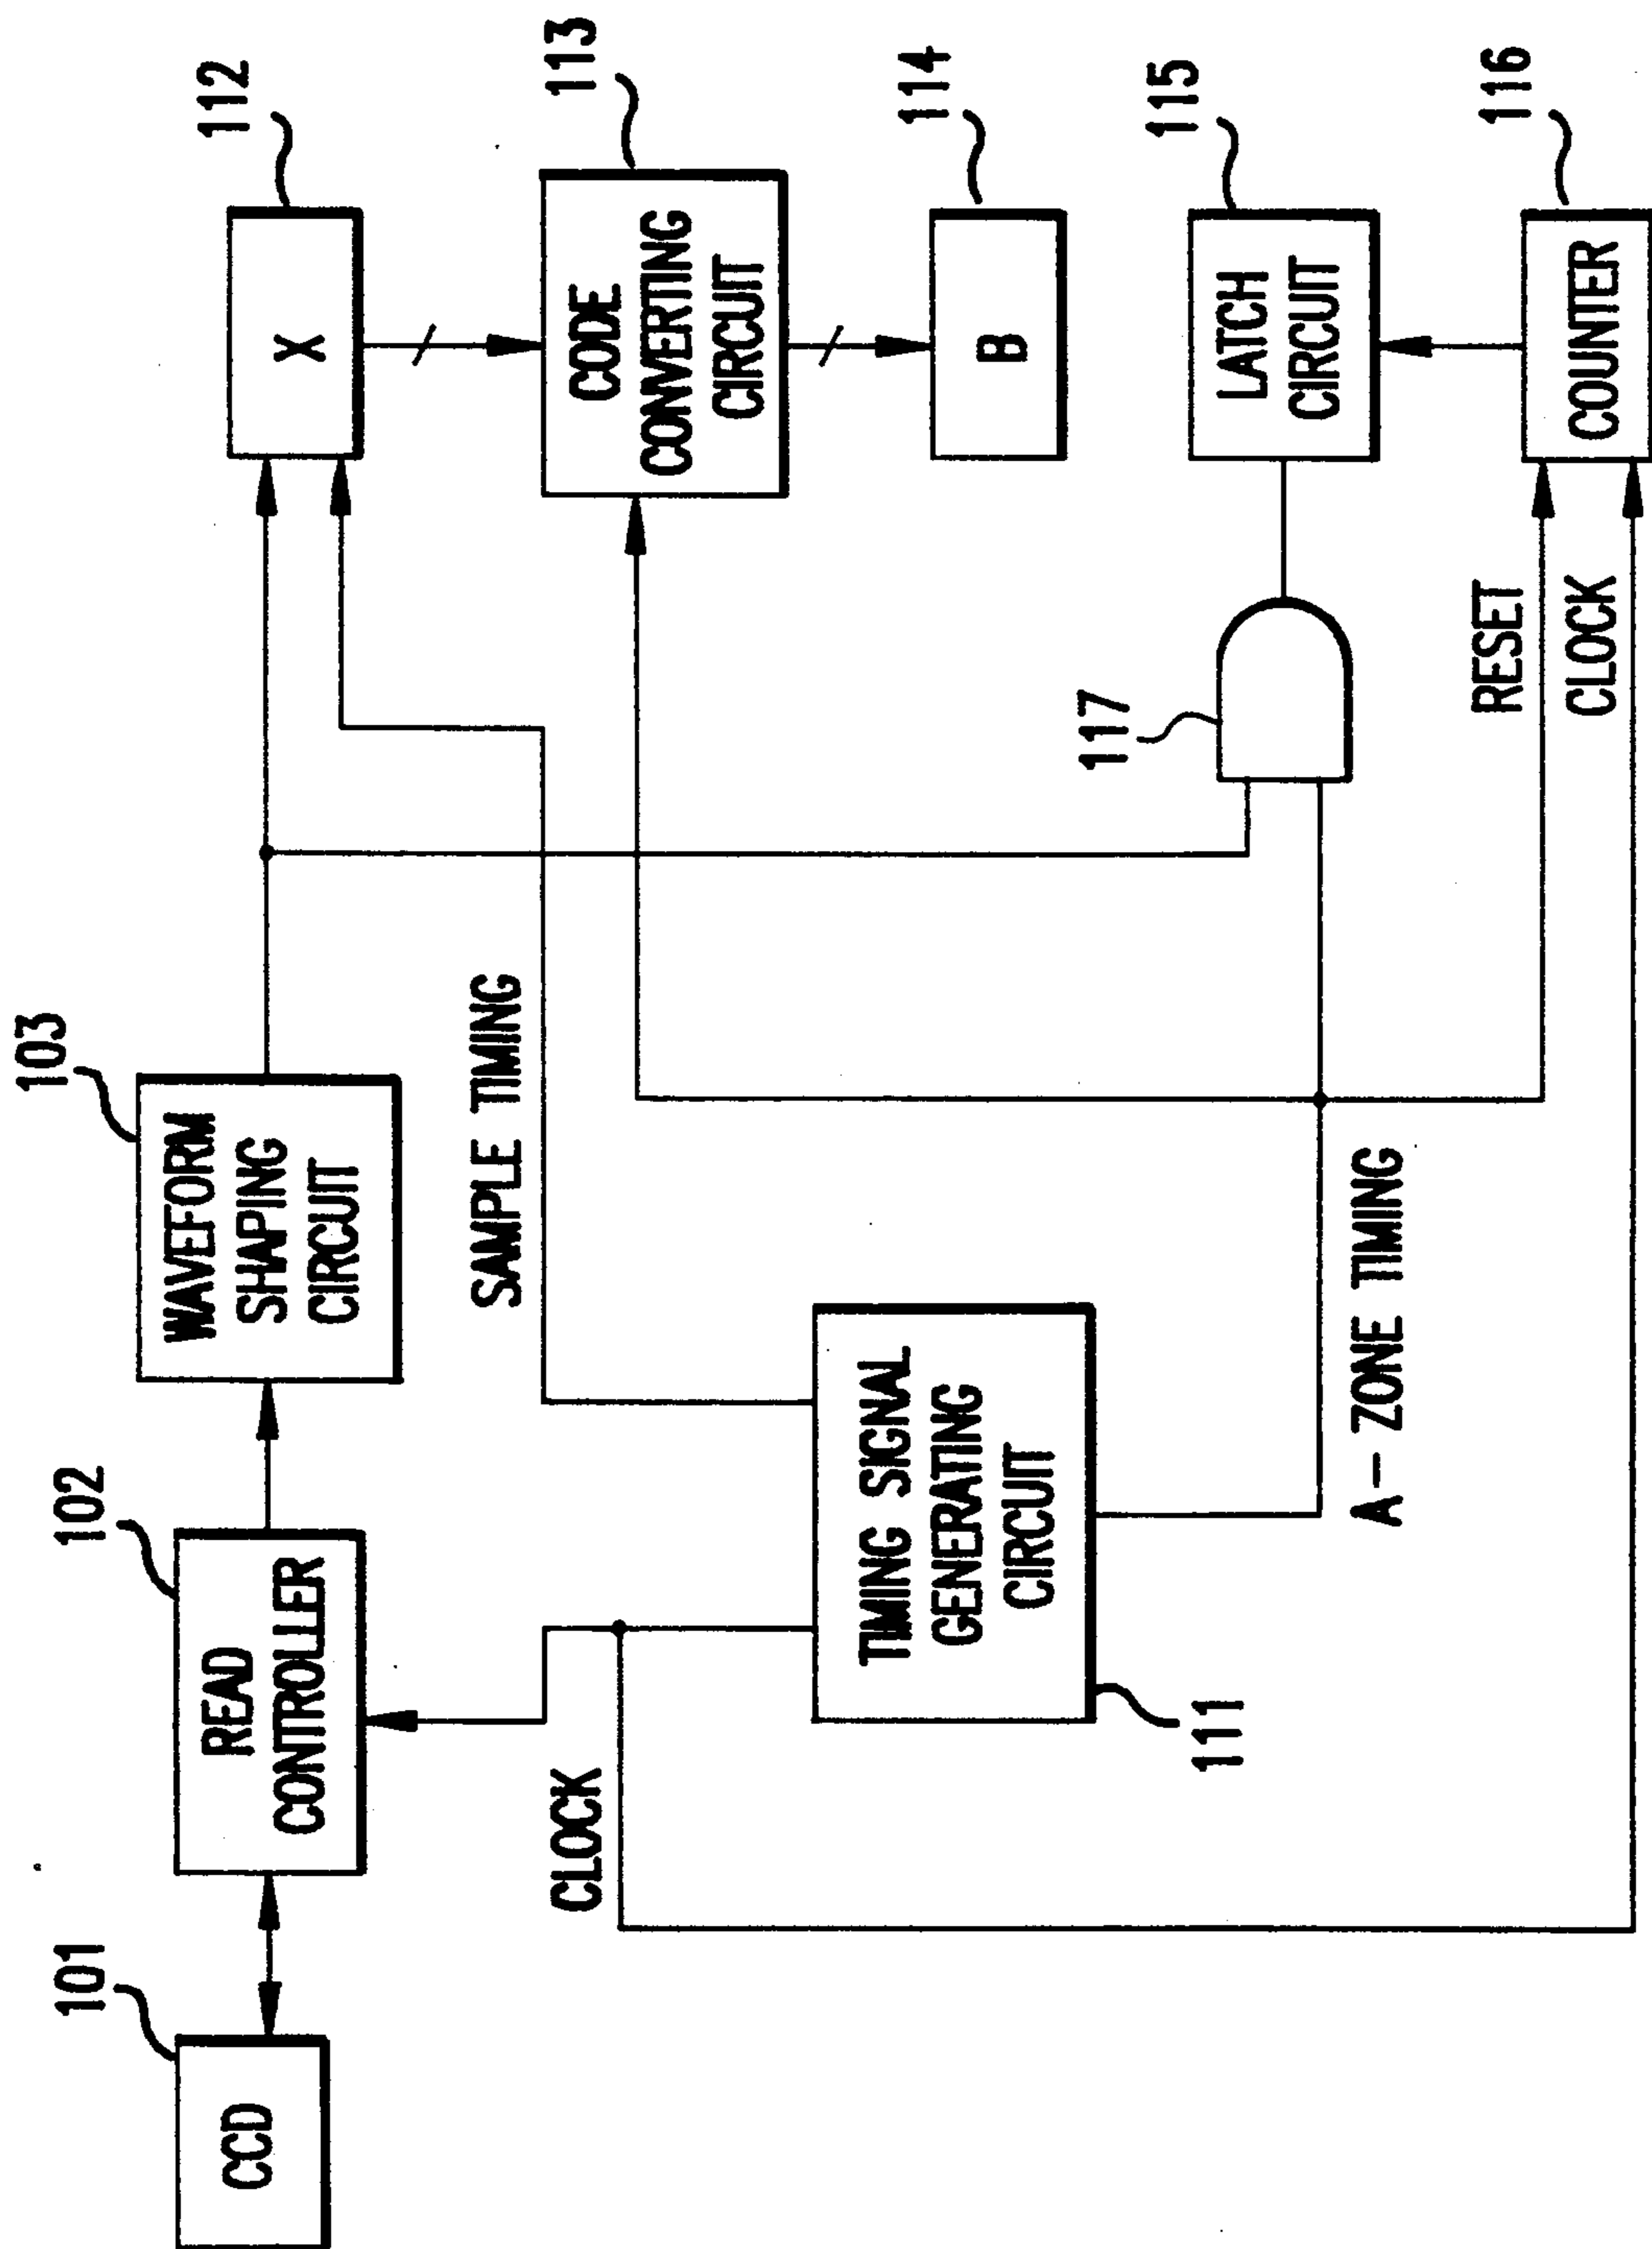 101
CCD
102
READ
CONTROLLER
103
WAVEFORM
SHAPING
CIRCUIT
112
X
CLOCK
SAMPLE TIMING
113
CODE
CONVERTING
CIRCUIT
111
TIMING SIGNAL
GENERATING
CIRCUIT
114
B
117
115
LATCH
CIRCUIT
A-ZONE TIMING
RESET
CLOCK
116
COUNTER